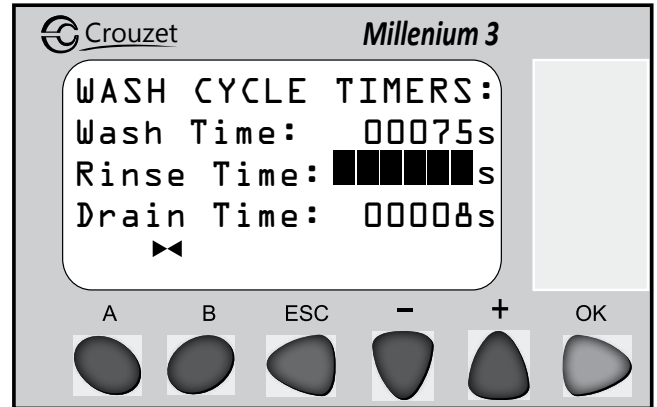 Crouzet Millenium 3
WASH CYCLE TIMERS:
Wash Time: 00075s
Rinse Time: s
Drain Time: 00008s
A B ESC − + OK